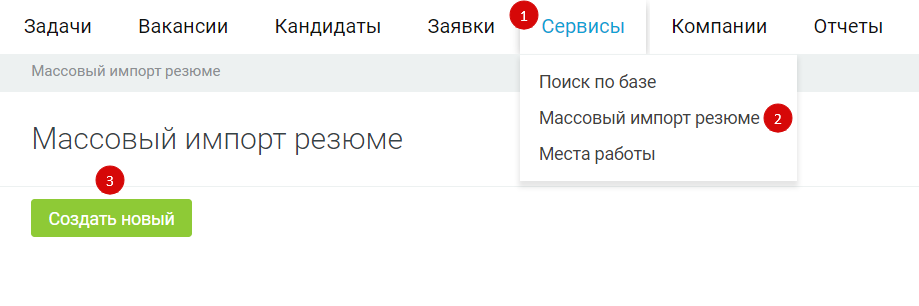 Задачи Вакансии Кандидаты Заявки 1 Сервисы Компании Отчеты
Массовый импорт резюме
Поиск по базе
Массовый импорт резюме 2
Места работы
Массовый импорт резюме
3
Создать новый